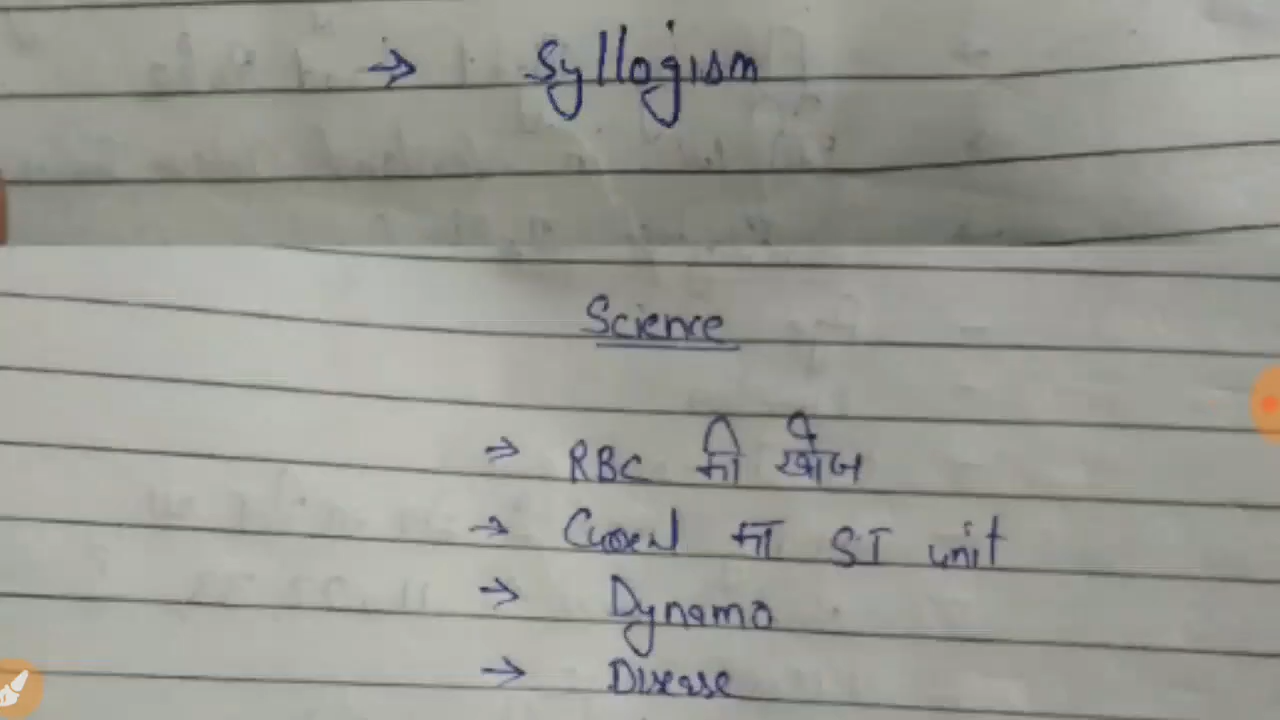 → Syllogism
Science
→ RBC की खोज
→ Current का SI unit
→ Dynamo
→ Disease